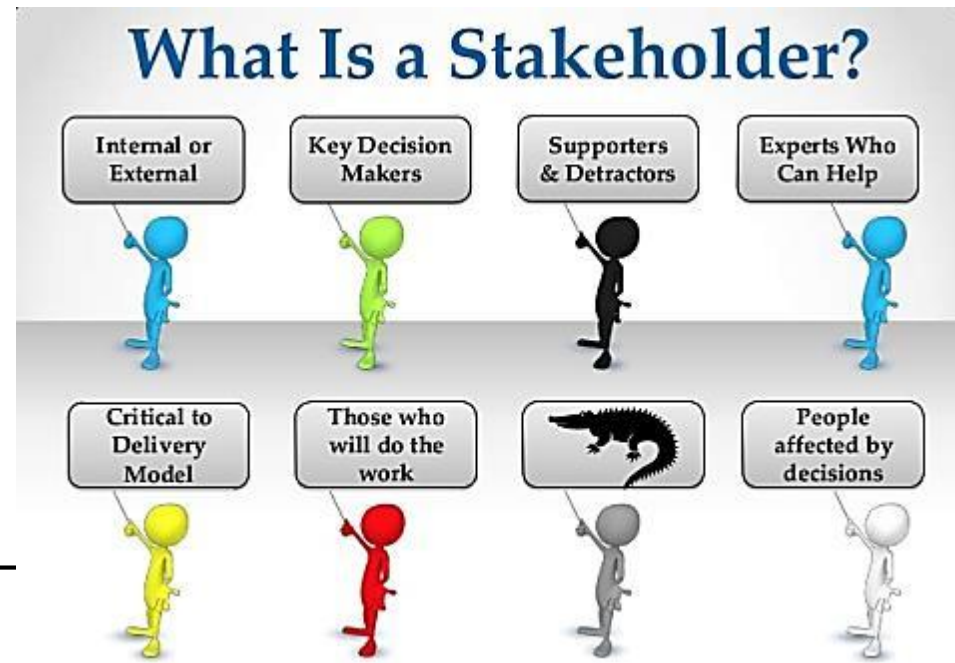 What Is a Stakeholder?
Internal or
External
Key Decision
Makers
Supporters
& Detractors
Experts Who
Can Help
Critical to
Delivery
Model
Those who
will do the
work
People
affected by
decisions